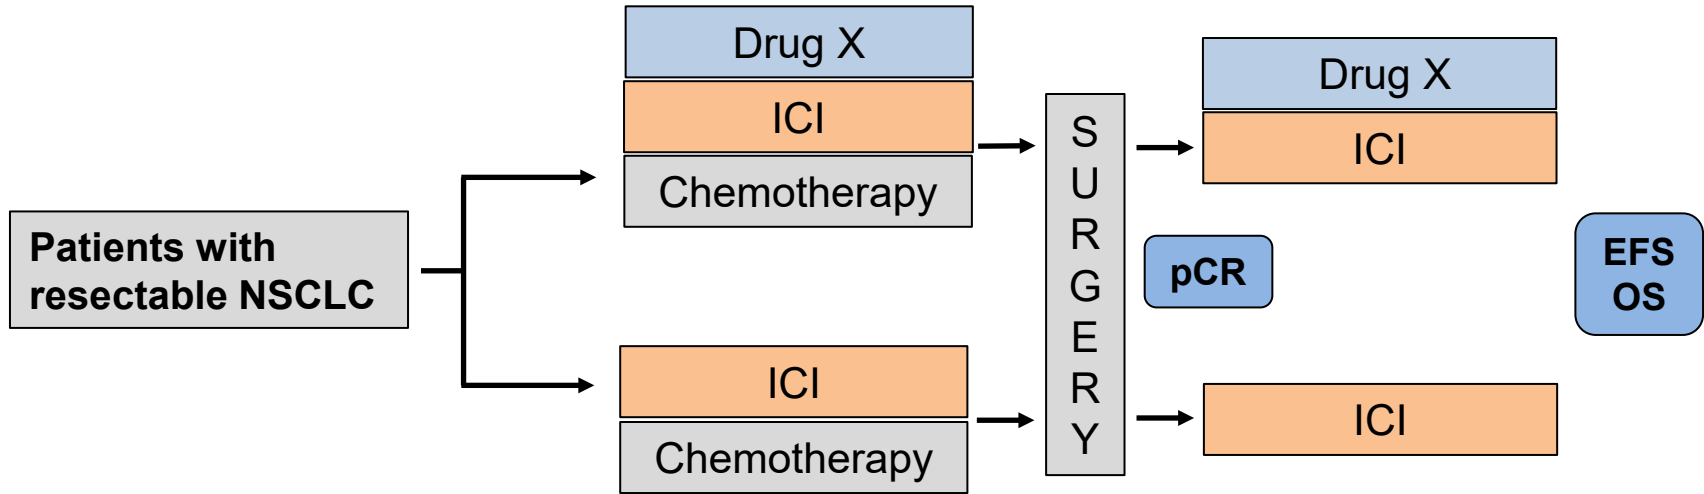 Patients with
resectable NSCLC
Drug X
ICI
Chemotherapy
ICI
Chemotherapy
S
U
R
G
E
R
Y
pCR
Drug X
ICI
ICI
EFS
OS